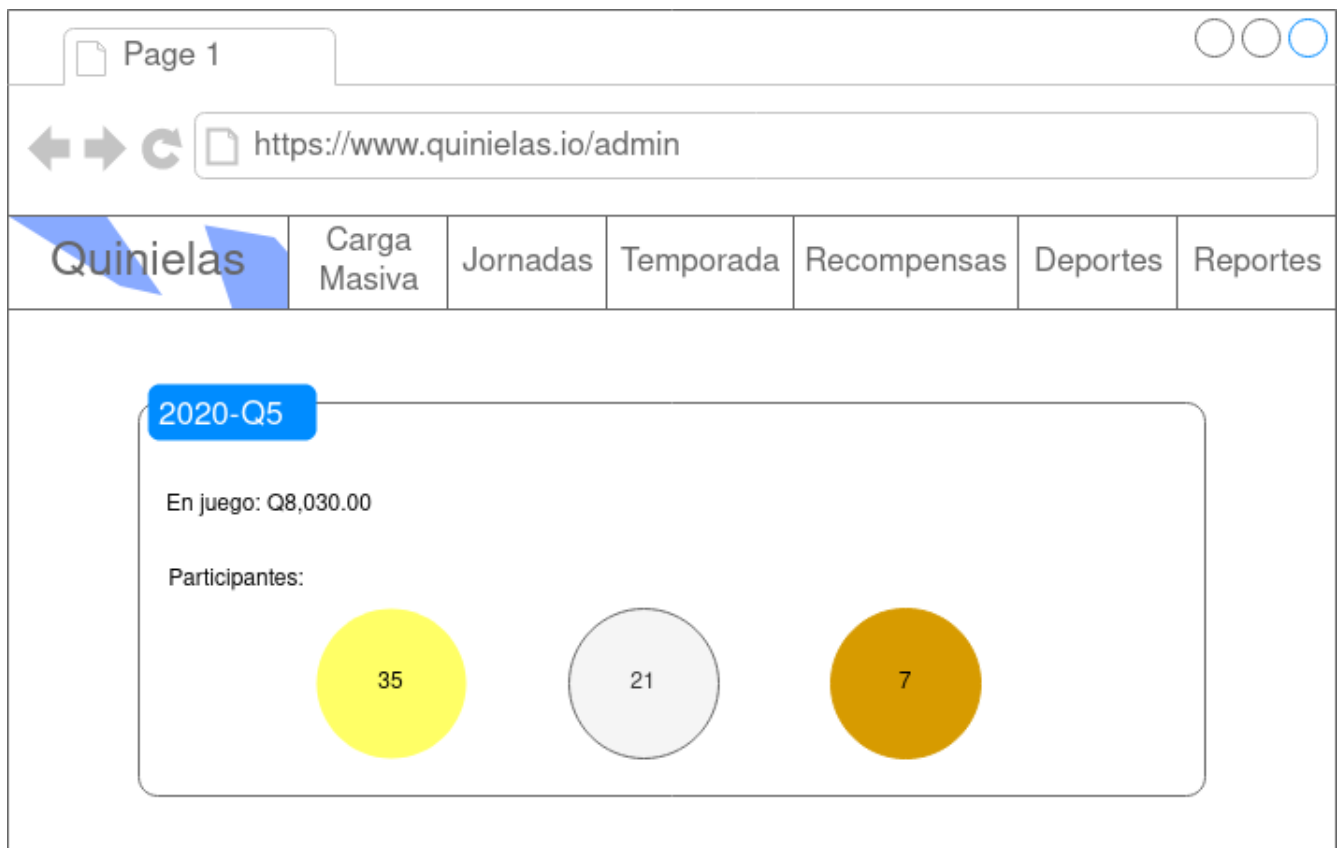 Page 1
https://www.quinielas.io/admin
Quinielas
Carga
Masiva
Jornadas
Temporada
Recompensas
Deportes
Reportes
2020-Q5
En juego: Q8,030.00
Participantes:
35
21
7